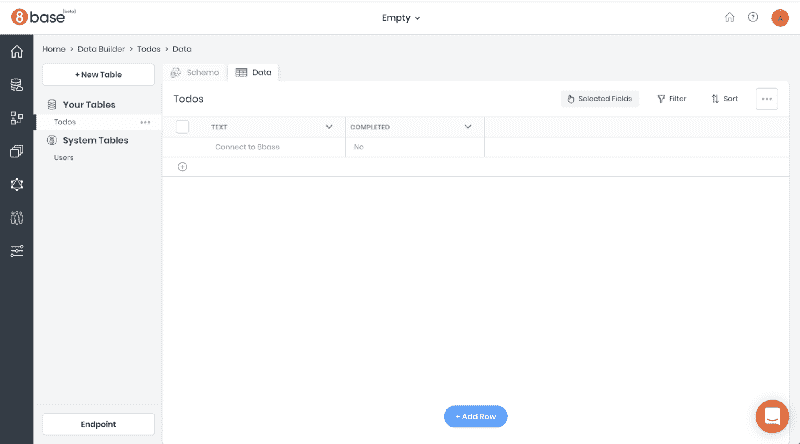 8base (beta)
Empty
A
Home > Data Builder > Todos > Data
+ New Table
Schema
Data
Your Tables
Todos
System Tables
Users
Todos
Selected Fields
Filter
Sort
TEXT
COMPLETED
Connect to 8base
No
Endpoint
+ Add Row